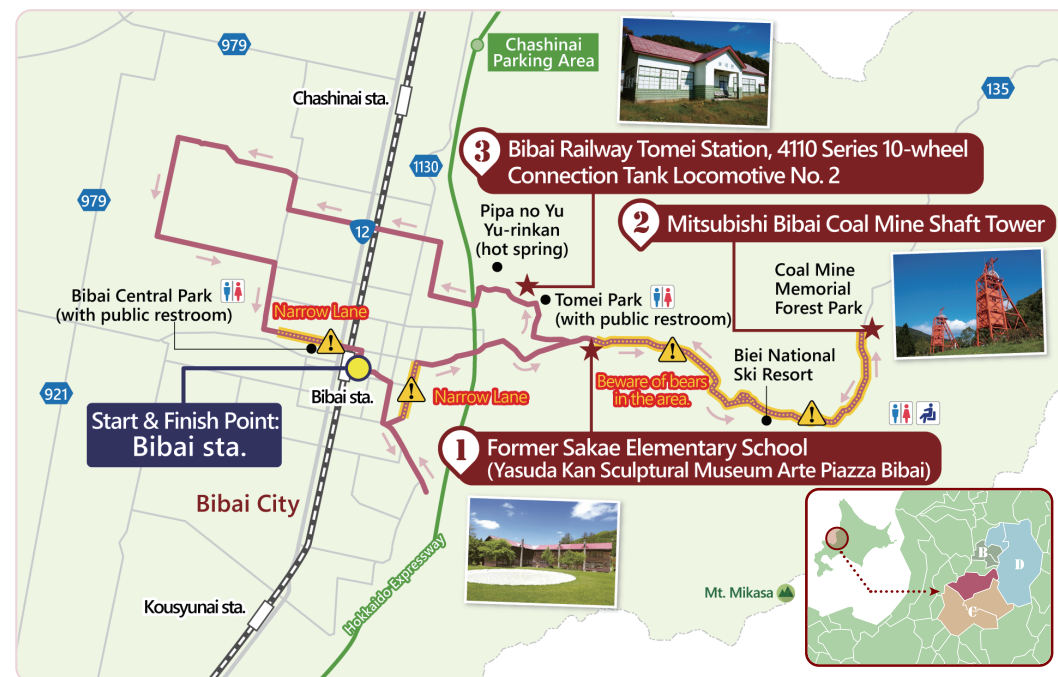 979
Chashinai
Parking Area
Chashinai sta.
135
3
Bibai Railway Tomei Station, 4110 Series 10-wheel
Connection Tank Locomotive No. 2
1130
979
Pipa no Yu
Yu-rinkan
(hot spring)
2
Mitsubishi Bibai Coal Mine Shaft Tower
12
Coal Mine
Memorial
Forest Park
Bibai Central Park
(with public restroom)
Narrow Lane
Tomei Park
(with public restroom)
Biei National
Ski Resort
Beware of bears
in the area.
921
Bibai sta.
Narrow Lane
Start & Finish Point:
Bibai sta.
1
Former Sakae Elementary School
(Yasuda Kan Sculptural Museum Arte Piazza Bibai)
Bibai City
Hokkaido Expressway
Kousyunai sta.
Mt. Mikasa
B
D
C